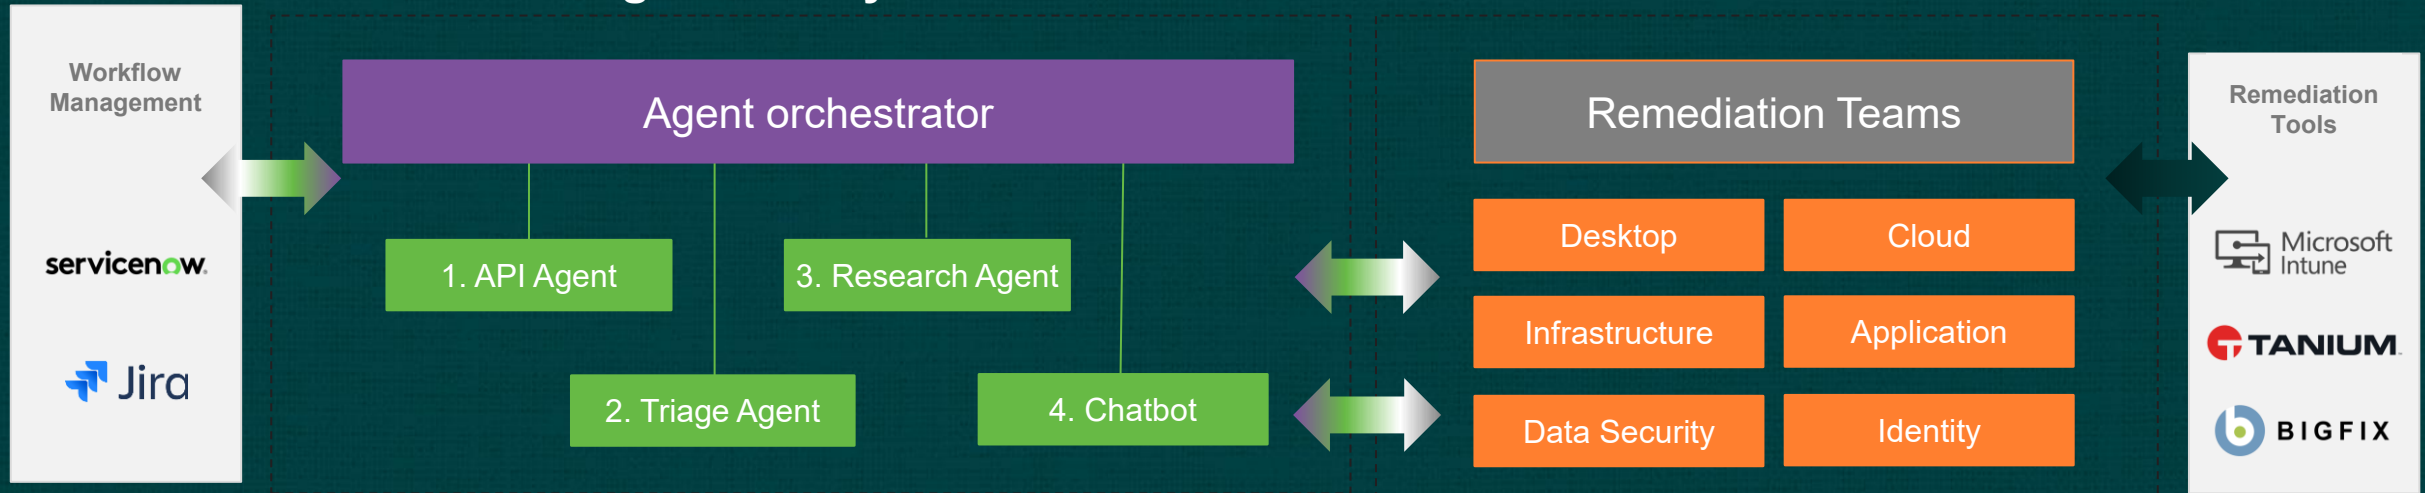 Workflow
Management
servicenow.
Jira
Agent orchestrator
1. API Agent
3. Research Agent
2. Triage Agent
4. Chatbot
Remediation Teams
Desktop
Cloud
Infrastructure
Application
Data Security
Identity
Remediation
Tools
Microsoft
Intune
TANIUM.
BIGFIX